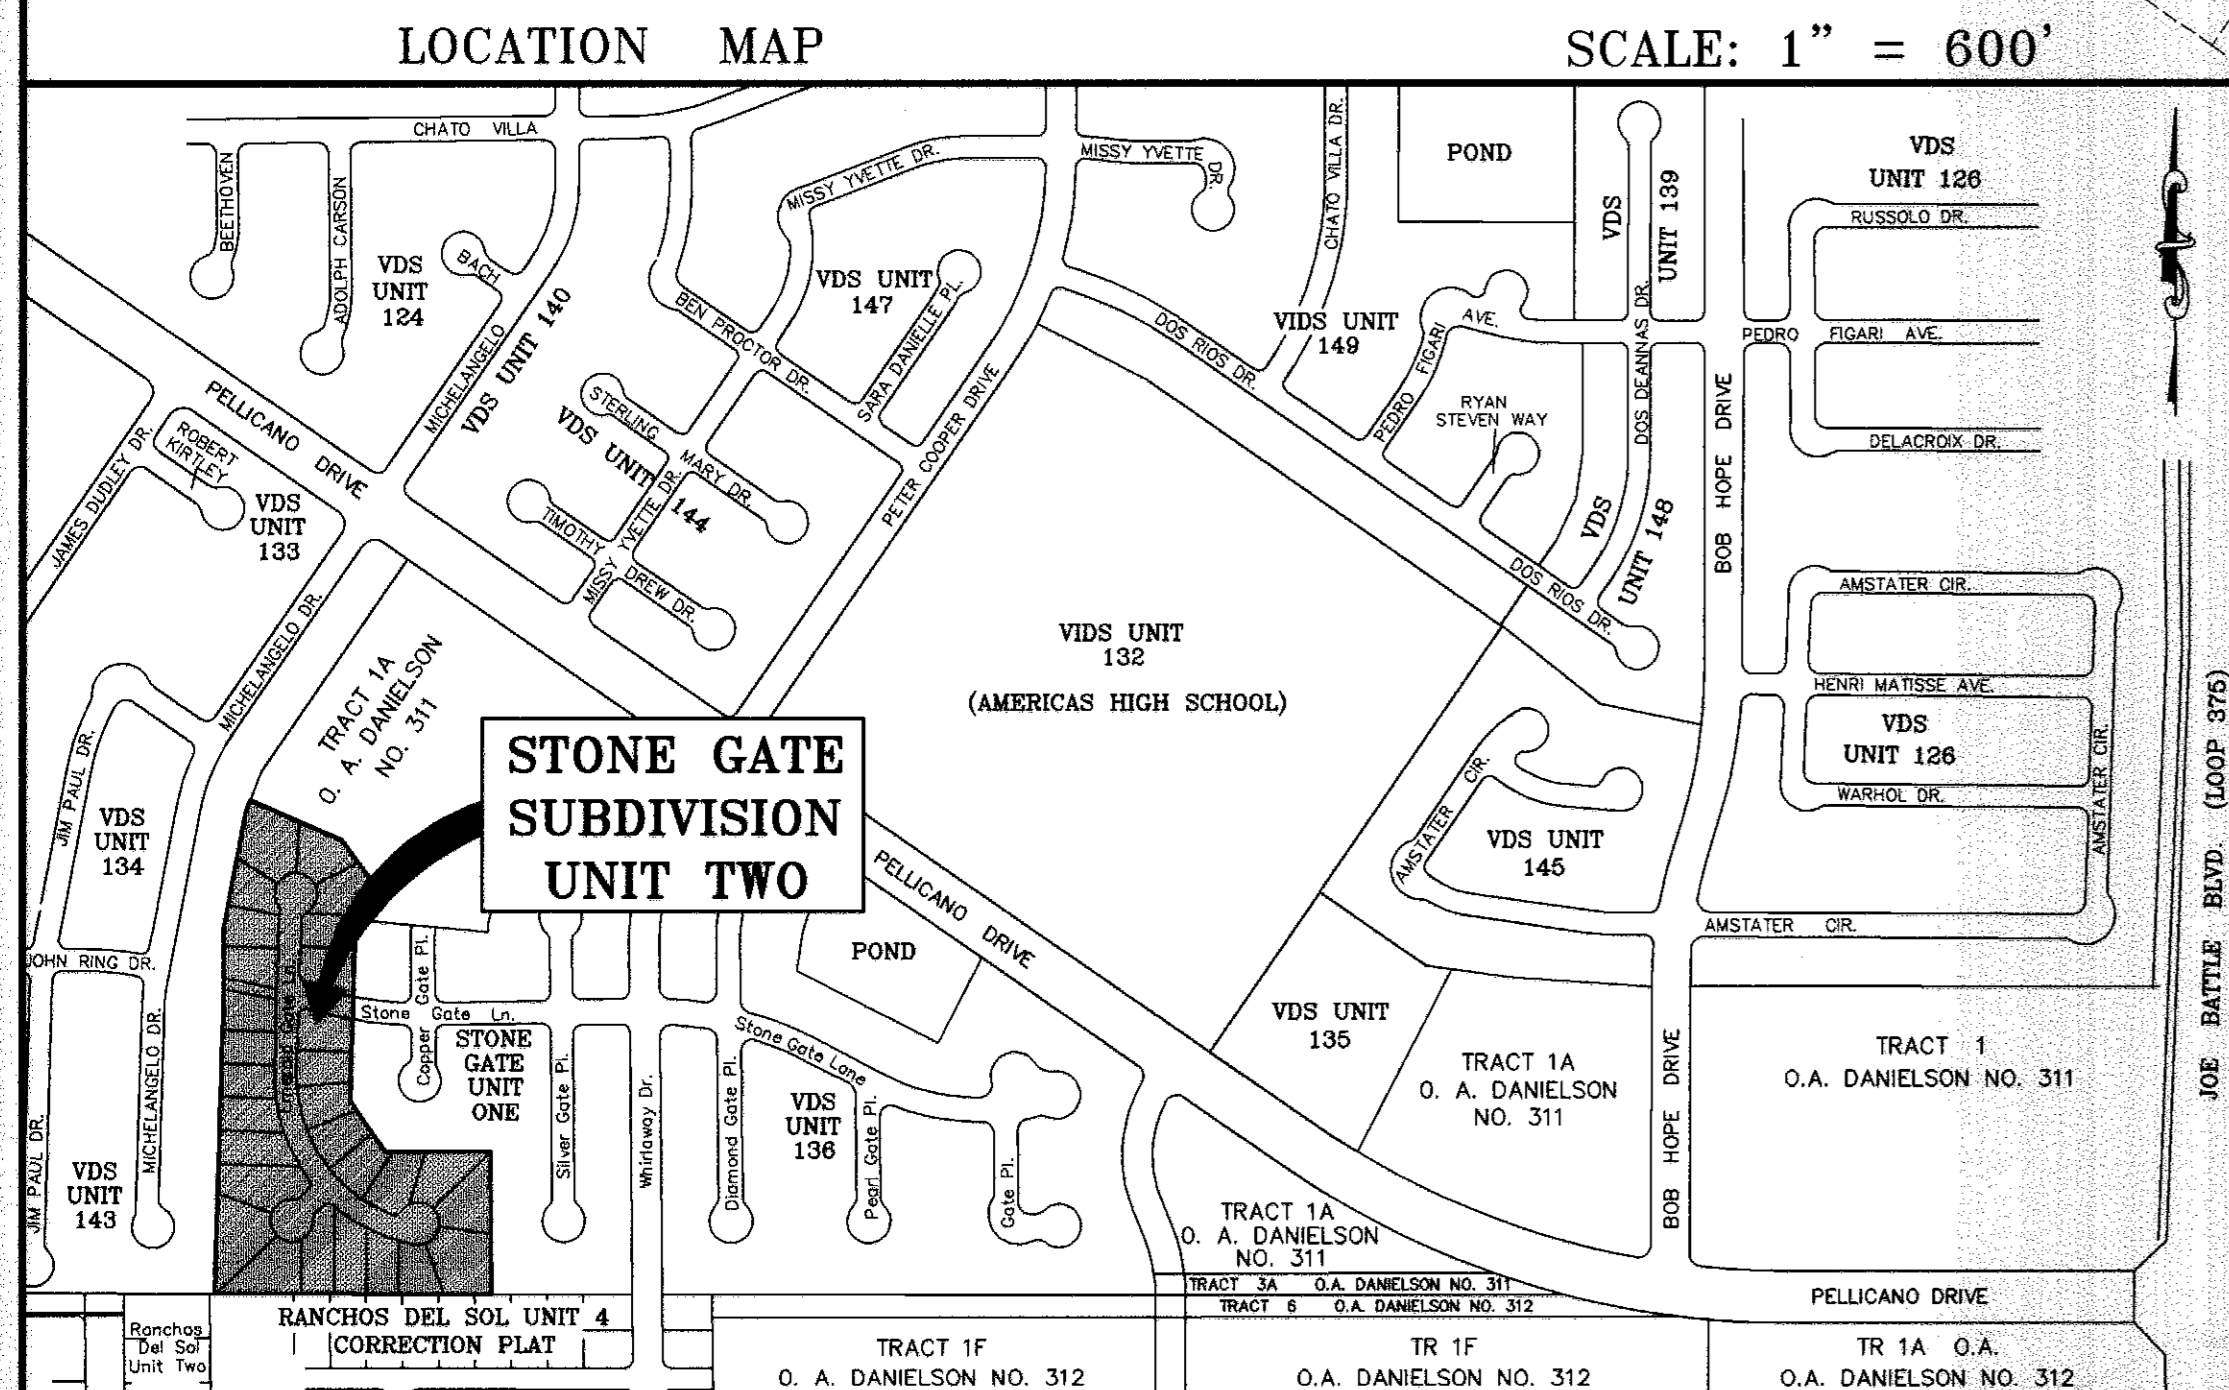 LOCATION MAP
SCALE: 1" = 600'
CHATO VILLA
BEETHOVEN
ADOLPH CARSON
VDS
UNIT
124
BACH
MICHELANGELO
VDS UNIT 140
MISSY YVETTE DR.
MISSY YVETTE
DR.
CHATO VILLA DR.
POND
VDS
UNIT 139
VDS
UNIT 126
RUSSOLO DR.
VDS UNIT
147
SARA DANIELLE PL.
BEN PROCTOR DR.
PETER COOPER DRIVE
DOS RIOS DR.
VIDS UNIT
149
PEDRO FIGARI
AVE.
DOS DEANNAS DR.
PEDRO FIGARI AVE.
BOB HOPE DRIVE
DELACROIX DR.
RYAN
STEVEN WAY
PELLICANO DRIVE
ROBERT
KIRTLEY
JAMES DUDLEY DR.
VDS
UNIT
133
STERLING
MARY DR.
VDS UNIT 144
MISSY YVETTE DR.
TIMOTHY
DREW DR.
VDS
UNIT 148
DOS RIOS DR.
AMSTATER CIR.
VIDS UNIT
132
(AMERICAS HIGH SCHOOL)
MICHELANGELO DR.
TRACT 1A
O. A. DANIELSON
NO. 311
HENRI MATISSE AVE.
VDS
UNIT 126
WARHOL DR.
AMSTATER CIR.
JOE BATTLE BLVD. (LOOP 375)
STONE GATE
SUBDIVISION
UNIT TWO
JIM PAUL DR.
VDS
UNIT
134
AMSTATER CIR.
VDS UNIT
145
AMSTATER CIR.
PELLICANO DRIVE
POND
JOHN RING DR.
Gate Pl.
Copper
Stone Gate Ln.
STONE
GATE
UNIT
ONE
Silver Gate Pl.
Whirlaway Dr.
Diamond Gate Pl.
Stone Gate Lane
VDS
UNIT
136
Pearl Gate Pl.
Gate Pl.
VDS UNIT
135
TRACT 1A
O. A. DANIELSON
NO. 311
BOB HOPE DRIVE
TRACT 1
O.A. DANIELSON NO. 311
MICHELANGELO DR.
JIM PAUL DR.
VDS
UNIT
143
TRACT 1A
O. A. DANIELSON
NO. 311
TRACT 3A O.A. DANIELSON NO. 311
TRACT 6 O.A. DANIELSON NO. 312
PELLICANO DRIVE
RANCHOS DEL SOL UNIT 4
CORRECTION PLAT
Ranchos
Del Sol
Unit Two
TRACT 1F
O. A. DANIELSON NO. 312
TR 1F
O.A. DANIELSON NO. 312
TR 1A O.A.
O.A. DANIELSON NO. 312